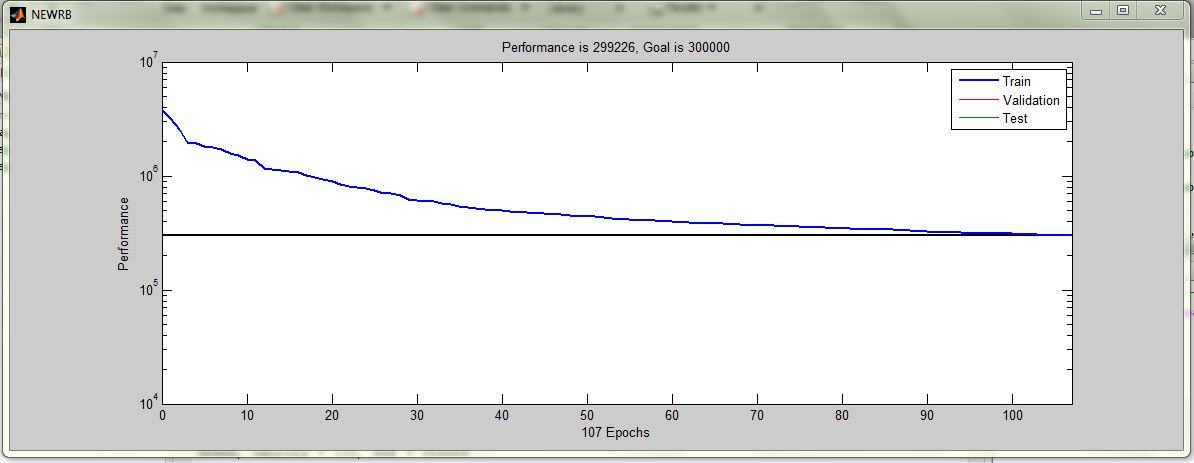 NEWRB
Performance is 299226, Goal is 300000
10^7
10^6
10^5
10^4
Performance
Train
Validation
Test
0 10 20 30 40 50 60 70 80 90 100
107 Epochs